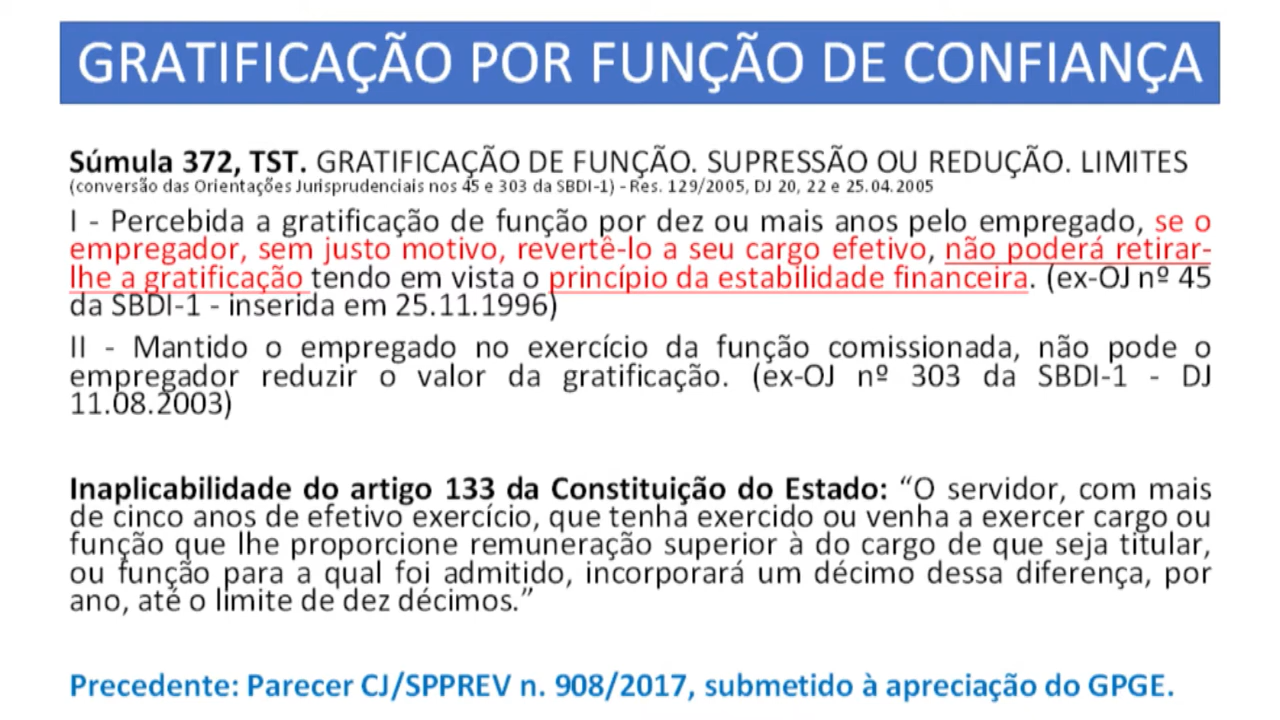 GRATIFICAÇÃO POR FUNÇÃO DE CONFIANÇA
Súmula 372, TST. GRATIFICAÇÃO DE FUNÇÃO. SUPRESSÃO OU REDUÇÃO. LIMITES
(conversão das Orientações Jurisprudenciais nos 45 e 303 da SBDI-1) - Res. 129/2005, DJ 20, 22 e 25.04.2005
I - Percebida a gratificação de função por dez ou mais anos pelo empregado, se o
empregador, sem justo motivo, revertê-lo a seu cargo efetivo, não poderá retirar-
lhe a gratificação tendo em vista o princípio da estabilidade financeira. (ex-OJ nº 45
da SBDI-1 - inserida em 25.11.1996)
II - Mantido o empregado no exercício da função comissionada, não pode o
empregador reduzir o valor da gratificação. (ex-OJ nº 303 da SBDI-1 - DJ
11.08.2003)
Inaplicabilidade do artigo 133 da Constituição do Estado: “O servidor, com mais
de cinco anos de efetivo exercício, que tenha exercido ou venha a exercer cargo ou
função que lhe proporcione remuneração superior à do cargo de que seja titular,
ou função para a qual foi admitido, incorporará um décimo dessa diferença, por
ano, até o limite de dez décimos.”
Precedente: Parecer CJ/SPPREV n. 908/2017, submetido à apreciação do GPGE.